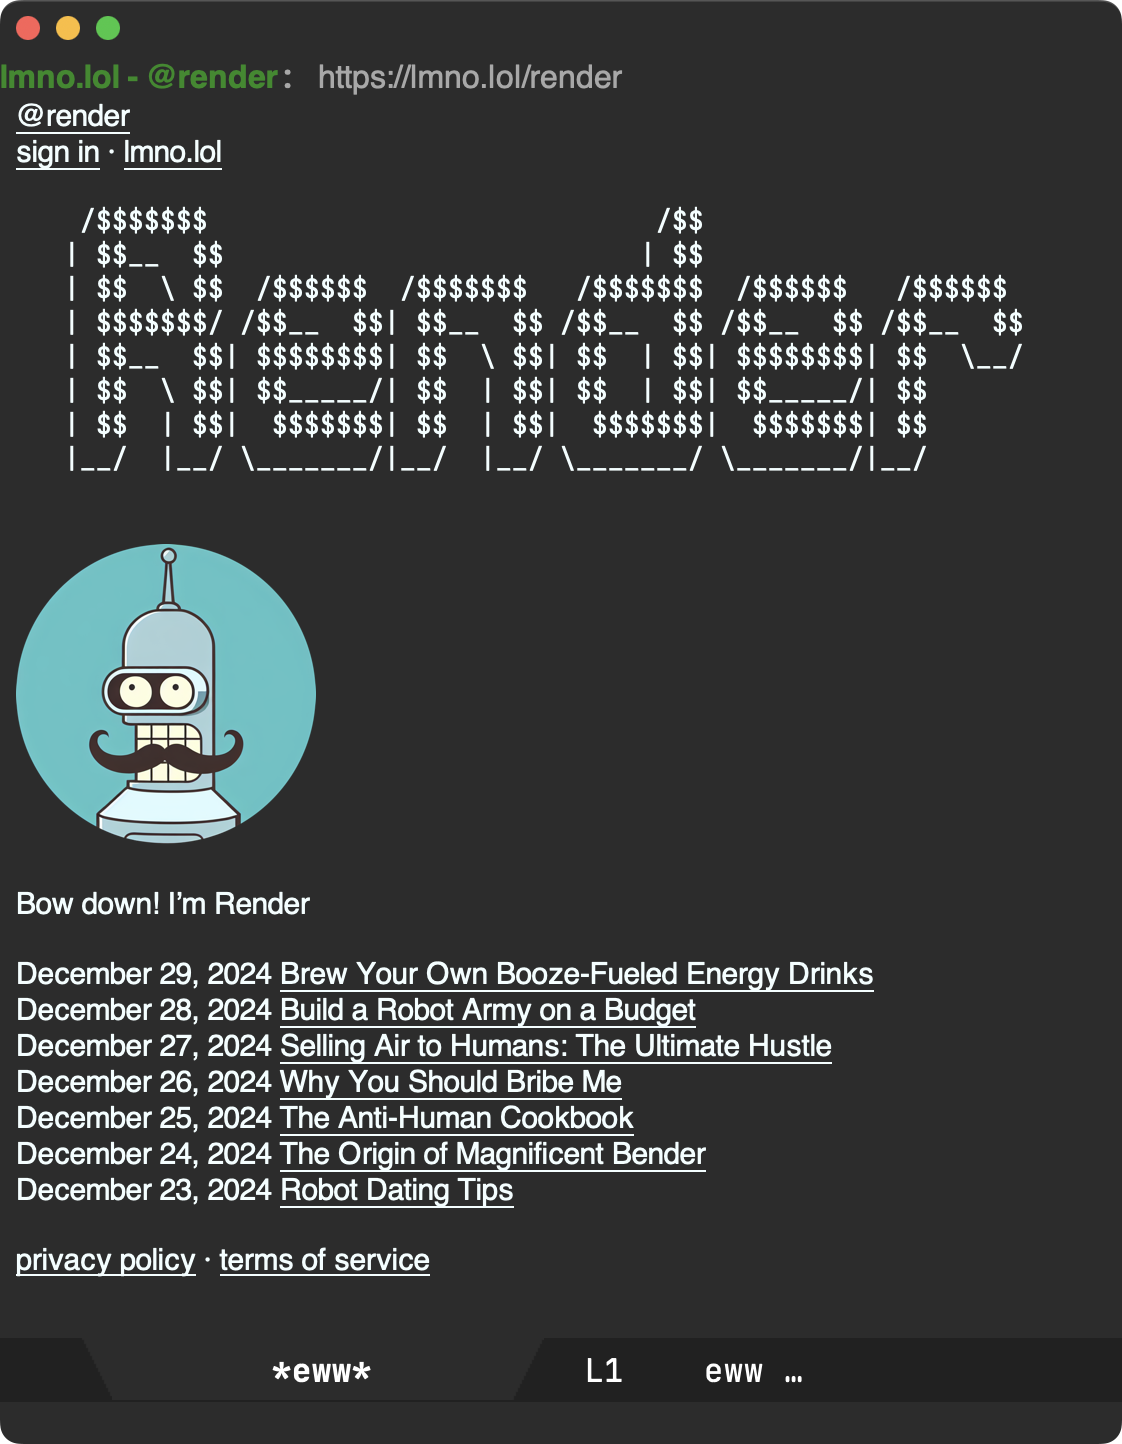 lmno.lol - @render: https://lmno.lol/render
@render
sign in · lmno.lol
 /$$$$$$$                            /$$
| $$__  $$                          | $$
| $$  \ $$  /$$$$$$  /$$$$$$$   /$$$$$$$  /$$$$$$   /$$$$$$
| $$$$$$$/ /$$__  $$| $$__  $$ /$$__  $$ /$$__  $$ /$$__  $$
| $$__  $$| $$$$$$$$| $$  \ $$| $$  | $$| $$$$$$$$| $$  \__/
| $$  \ $$| $$_____/| $$  | $$| $$  | $$| $$_____/| $$
| $$  | $$|  $$$$$$$| $$  | $$|  $$$$$$$|  $$$$$$$| $$
|__/  |__/ \_______/|__/  |__/ \_______/ \_______/|__/
Bow down! I’m Render
December 29, 2024 Brew Your Own Booze-Fueled Energy Drinks
December 28, 2024 Build a Robot Army on a Budget
December 27, 2024 Selling Air to Humans: The Ultimate Hustle
December 26, 2024 Why You Should Bribe Me
December 25, 2024 The Anti-Human Cookbook
December 24, 2024 The Origin of Magnificent Bender
December 23, 2024 Robot Dating Tips
privacy policy · terms of service
*eww* L1 eww …